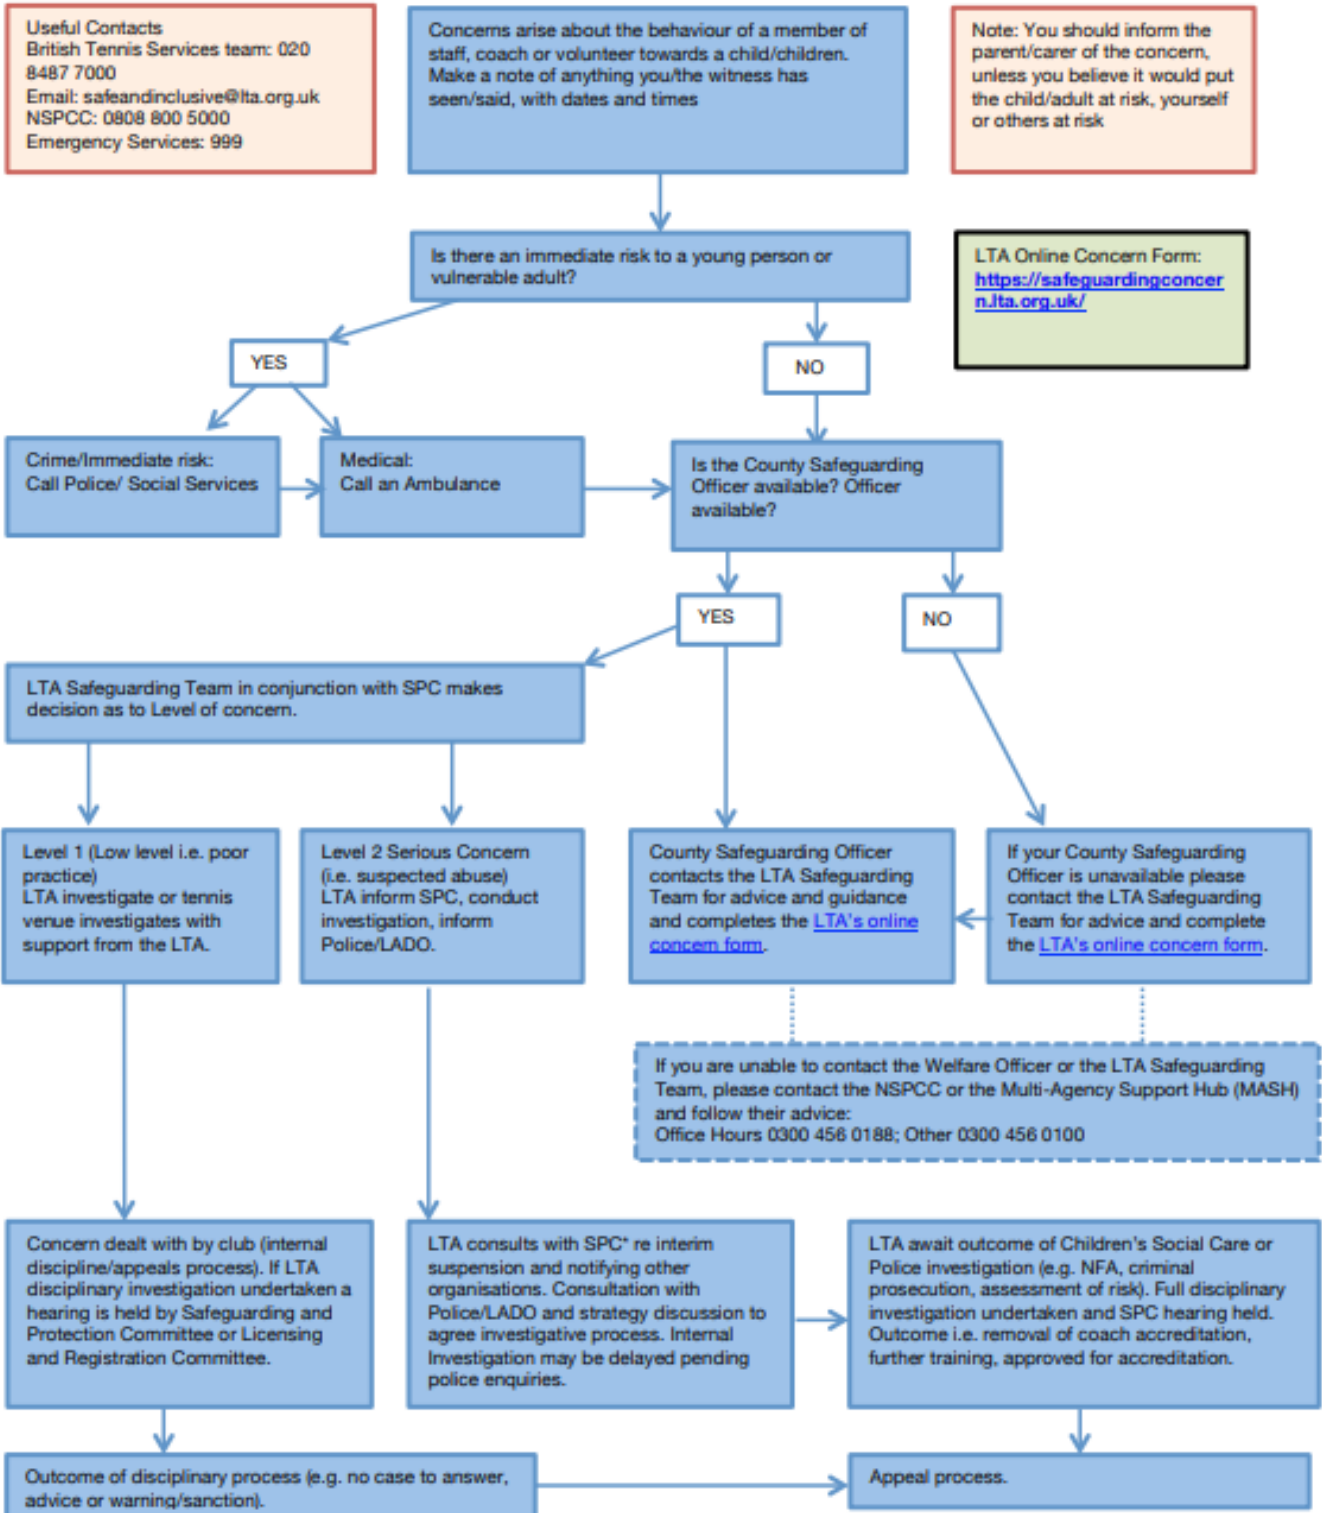 Useful Contacts
British Tennis Services team: 020
8487 7000
Email: safeandinclusive@lta.org.uk
NSPCC: 0808 800 5000
Emergency Services: 999
Concerns arise about the behaviour of a member of
staff, coach or volunteer towards a child/children.
Make a note of anything you/the witness has
seen/said, with dates and times
Note: You should inform the
parent/carer of the concern,
unless you believe it would put
the child/adult at risk, yourself
or others at risk
Is there an immediate risk to a young person or
vulnerable adult?
LTA Online Concern Form:
https://safeguardingconcer
n.lta.org.uk/
YES
NO
Crime/Immediate risk:
Call Police/ Social Services
Medical:
Call an Ambulance
Is the County Safeguarding
Officer available? Officer
available?
YES
NO
LTA Safeguarding Team in conjunction with SPC makes
decision as to Level of concern.
Level 1 (Low level i.e. poor
practice)
LTA investigate or tennis
venue investigates with
support from the LTA.
Level 2 Serious Concern
(i.e. suspected abuse)
LTA inform SPC, conduct
investigation, inform
Police/LADO.
County Safeguarding Officer
contacts the LTA Safeguarding
Team for advice and guidance
and completes the LTA's online
concern form.
If your County Safeguarding
Officer is unavailable please
contact the LTA Safeguarding
Team for advice and complete
the LTA's online concern form.
If you are unable to contact the Welfare Officer or the LTA Safeguarding
Team, please contact the NSPCC or the Multi-Agency Support Hub (MASH)
and follow their advice:
Office Hours 0300 456 0188; Other 0300 456 0100
Concern dealt with by club (internal
discipline/appeals process). If LTA
disciplinary investigation undertaken a
hearing is held by Safeguarding and
Protection Committee or Licensing
and Registration Committee.
LTA consults with SPC* re interim
suspension and notifying other
organisations. Consultation with
Police/LADO and strategy discussion to
agree investigative process. Internal
Investigation may be delayed pending
police enquiries.
LTA await outcome of Children's Social Care or
Police investigation (e.g. NFA, criminal
prosecution, assessment of risk). Full disciplinary
investigation undertaken and SPC hearing held.
Outcome i.e. removal of coach accreditation,
further training, approved for accreditation.
Outcome of disciplinary process (e.g. no case to answer,
advice or warning/sanction).
Appeal process.